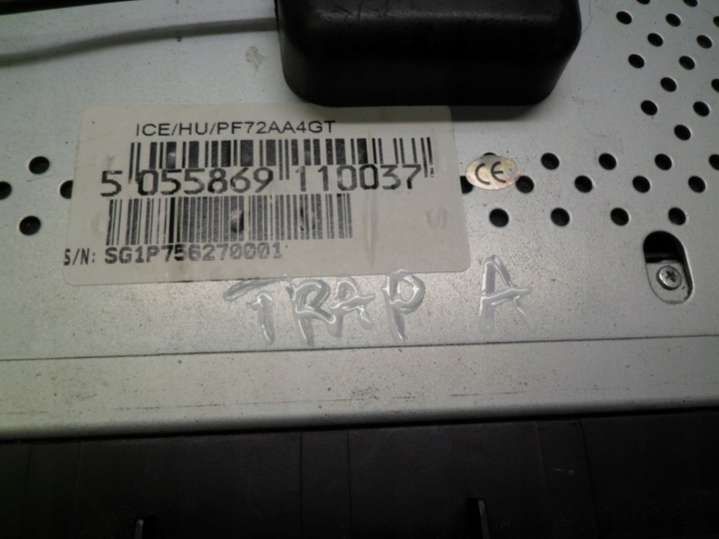 ICE/HU/PF72AA4GT
5 055869 110037
CE
S/N: SG1P756270001
TRAP A